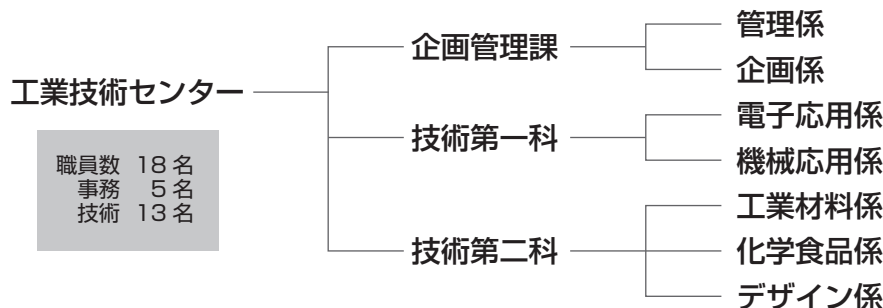 工業技術センター
職員数 18名
事務 5名
技術 13名
企画管理課
管理係
企画係
技術第一科
電子応用係
機械応用係
技術第二科
工業材料係
化学食品係
デザイン係